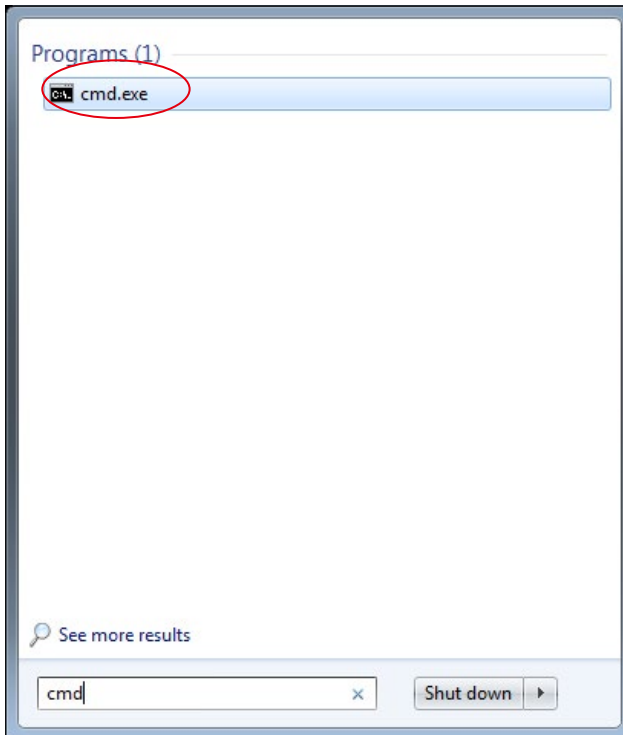 Programs (1)
C:\.
cmd.exe
See more results
cmd
Shut down